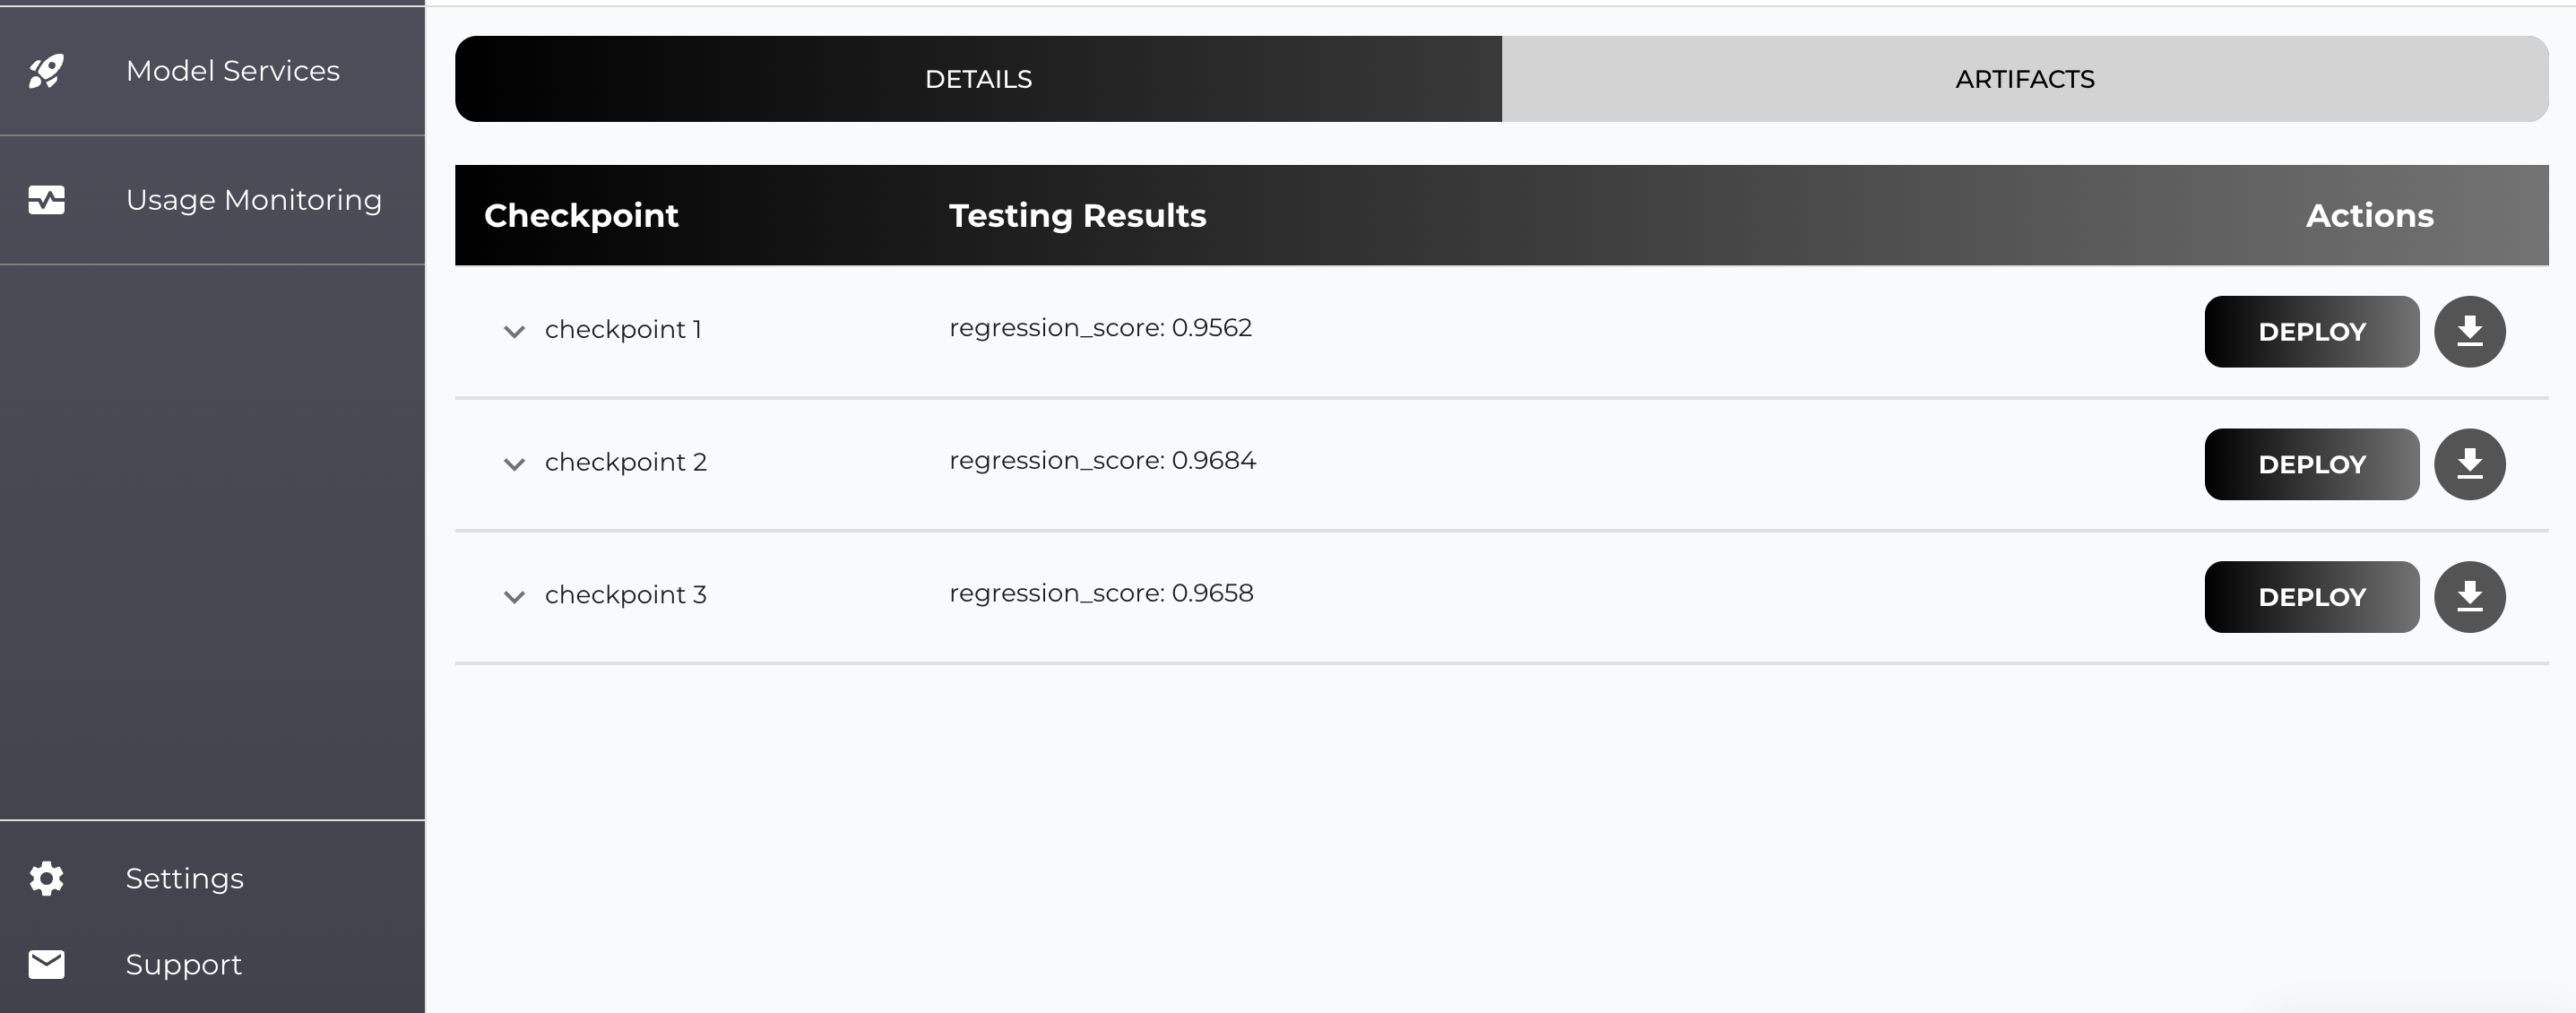 Model Services
Usage Monitoring
Settings
Support
DETAILS
ARTIFACTS
Checkpoint Testing Results Actions
checkpoint 1 regression_score: 0.9562 DEPLOY
checkpoint 2 regression_score: 0.9684 DEPLOY
checkpoint 3 regression_score: 0.9658 DEPLOY